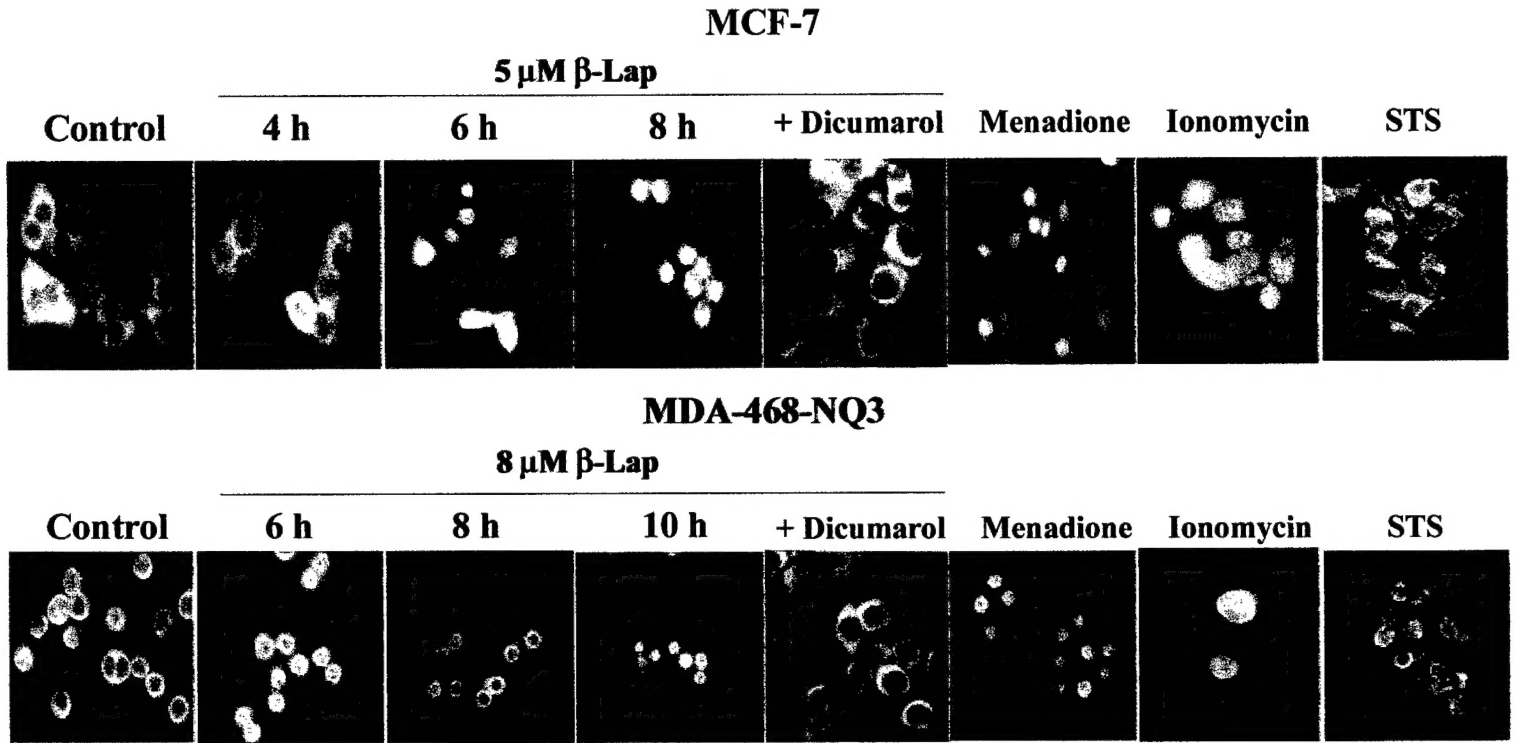 MCF-7
5 μM β-Lap
Control 4 h 6 h 8 h + Dicumarol Menadione Ionomycin STS
MDA-468-NQ3
8 μM β-Lap
Control 6 h 8 h 10 h + Dicumarol Menadione Ionomycin STS